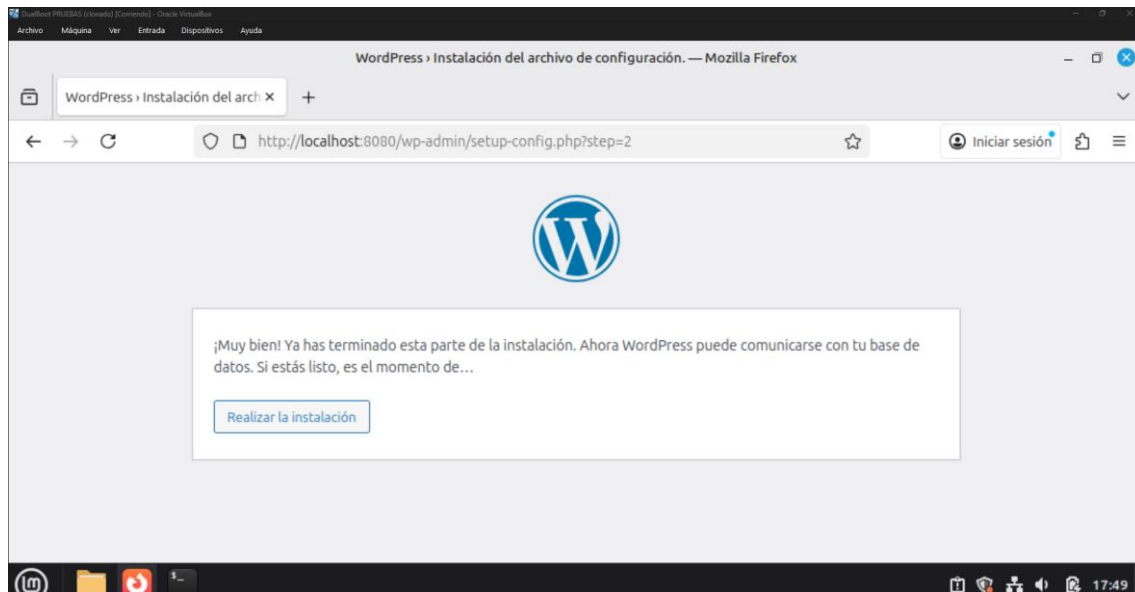 DualBoot PRUEBAS (clonado) [Corriendo] - Oracle VirtualBox
Archivo Máquina Ver Entrada Dispositivos Ayuda
WordPress › Instalación del archivo de configuración. — Mozilla Firefox
WordPress › Instalación del arch
http://localhost:8080/wp-admin/setup-config.php?step=2
Iniciar sesión
¡Muy bien! Ya has terminado esta parte de la instalación. Ahora WordPress puede comunicarse con tu base de
datos. Si estás listo, es el momento de…
Realizar la instalación
17:49